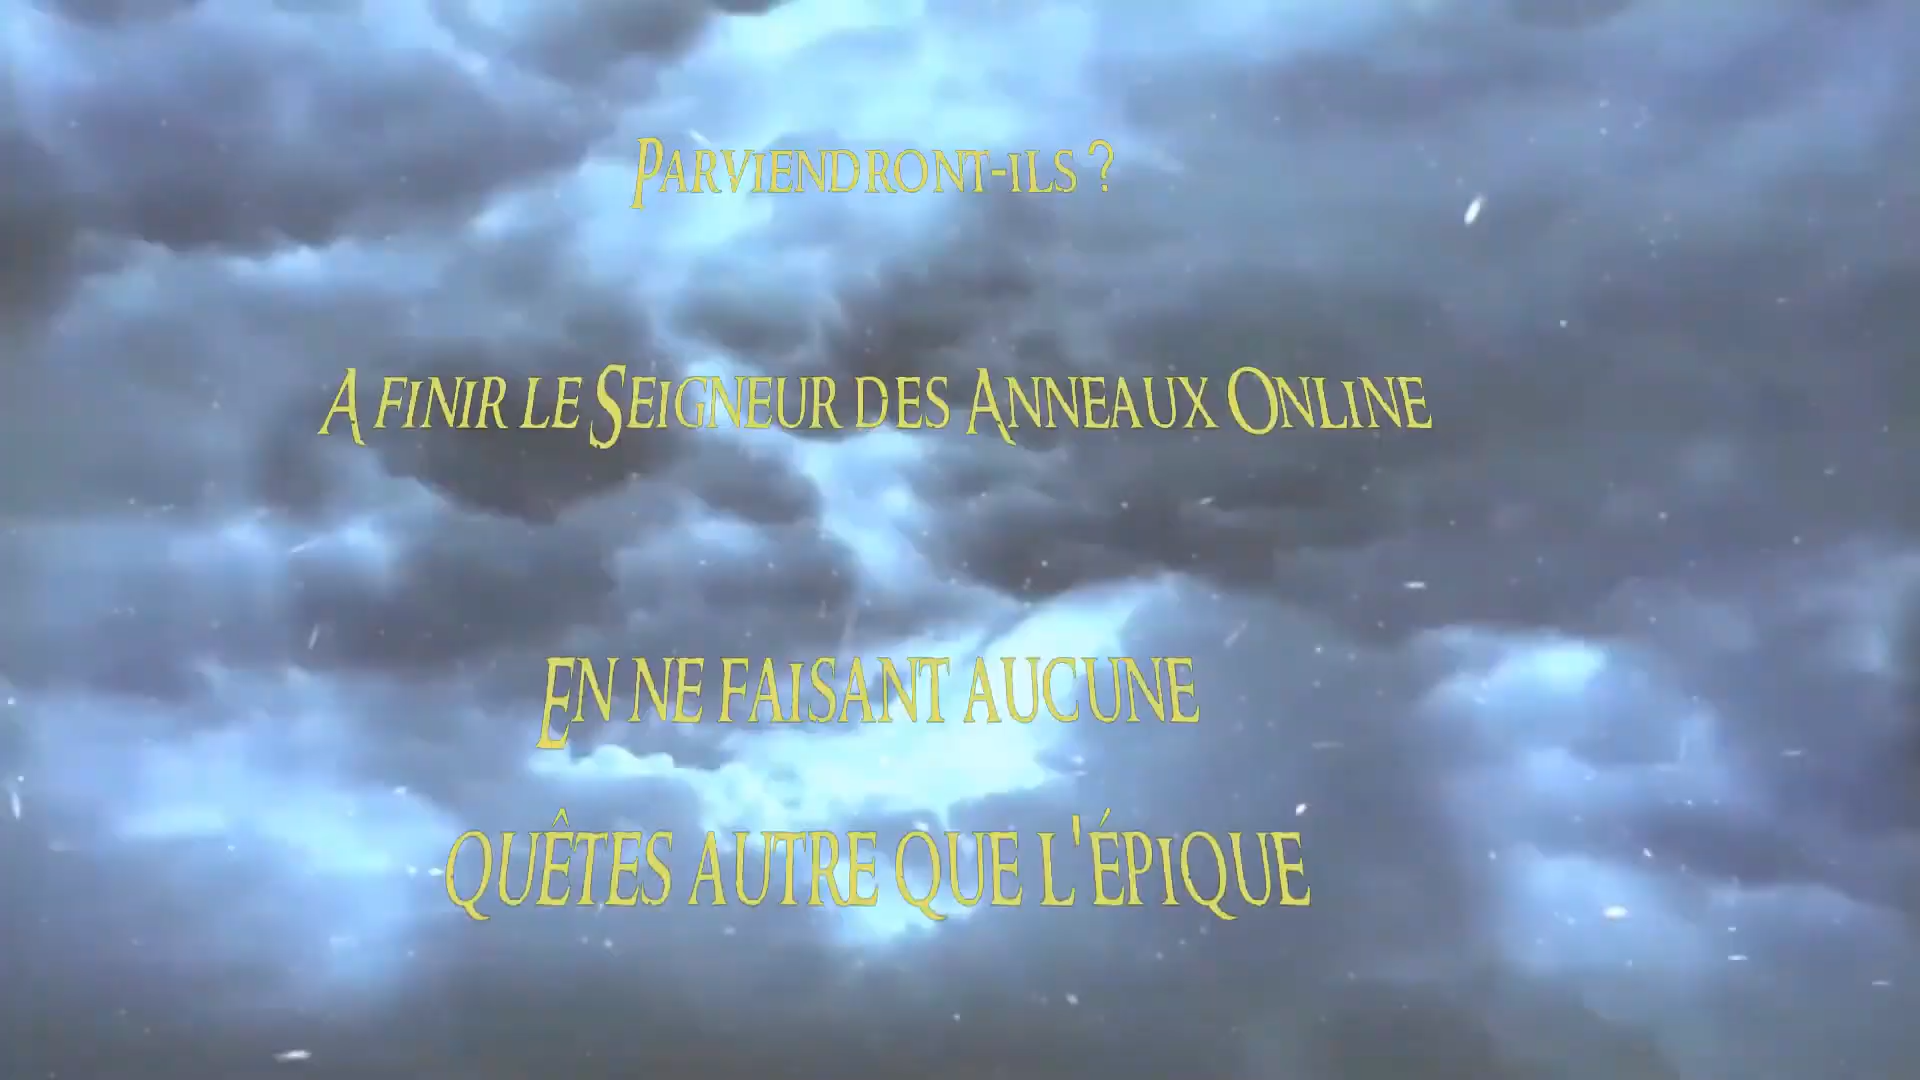 Parviendront-ils ?
A finir le Seigneur des Anneaux Online
En ne faisant aucune
quêtes autre que l'épique